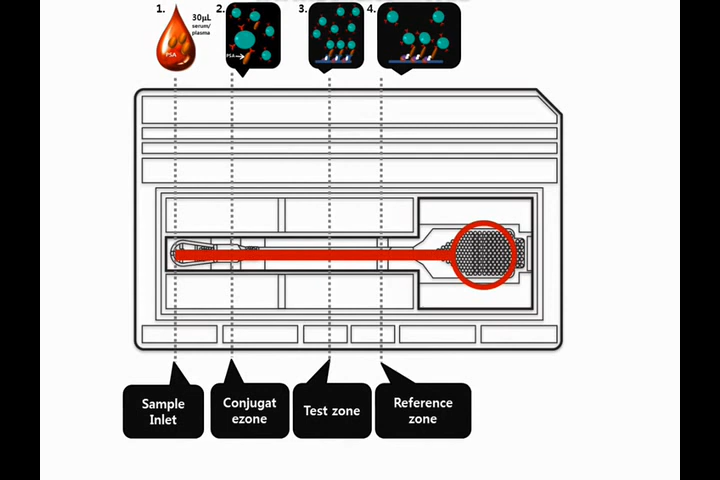 1.
30μL
serum/
plasma
PSA
2.
PSA
3.
4.
Sample
Inlet
Conjugat
ezone
Test zone
Reference
zone